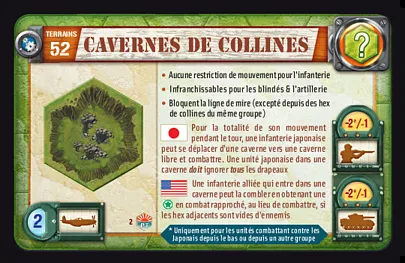 TERRAINS
52
CAVERNES DE COLLINES
?
• Aucune restriction de mouvement pour l'infanterie
• Infranchissables pour les blindés & l'artillerie
• Bloquent la ligne de mire (excepté depuis des hex
de collines du même groupe)
Pour la totalité de son mouvement
pendant le tour, une infanterie japonaise
peut se déplacer d'une caverne vers une caverne
libre et combattre. Une unité japonaise dans une
caverne doit ignorer tous les drapeaux
Une infanterie alliée qui entre dans une
caverne peut la combler en obtenant une
en combat rapproché, au lieu de combattre, si
les hex adjacents sont vides d'ennemis
-2*/-1
-2*/-1
2
2
* Uniquement pour les unités combattant contre les
Japonais depuis le bas ou depuis un autre groupe